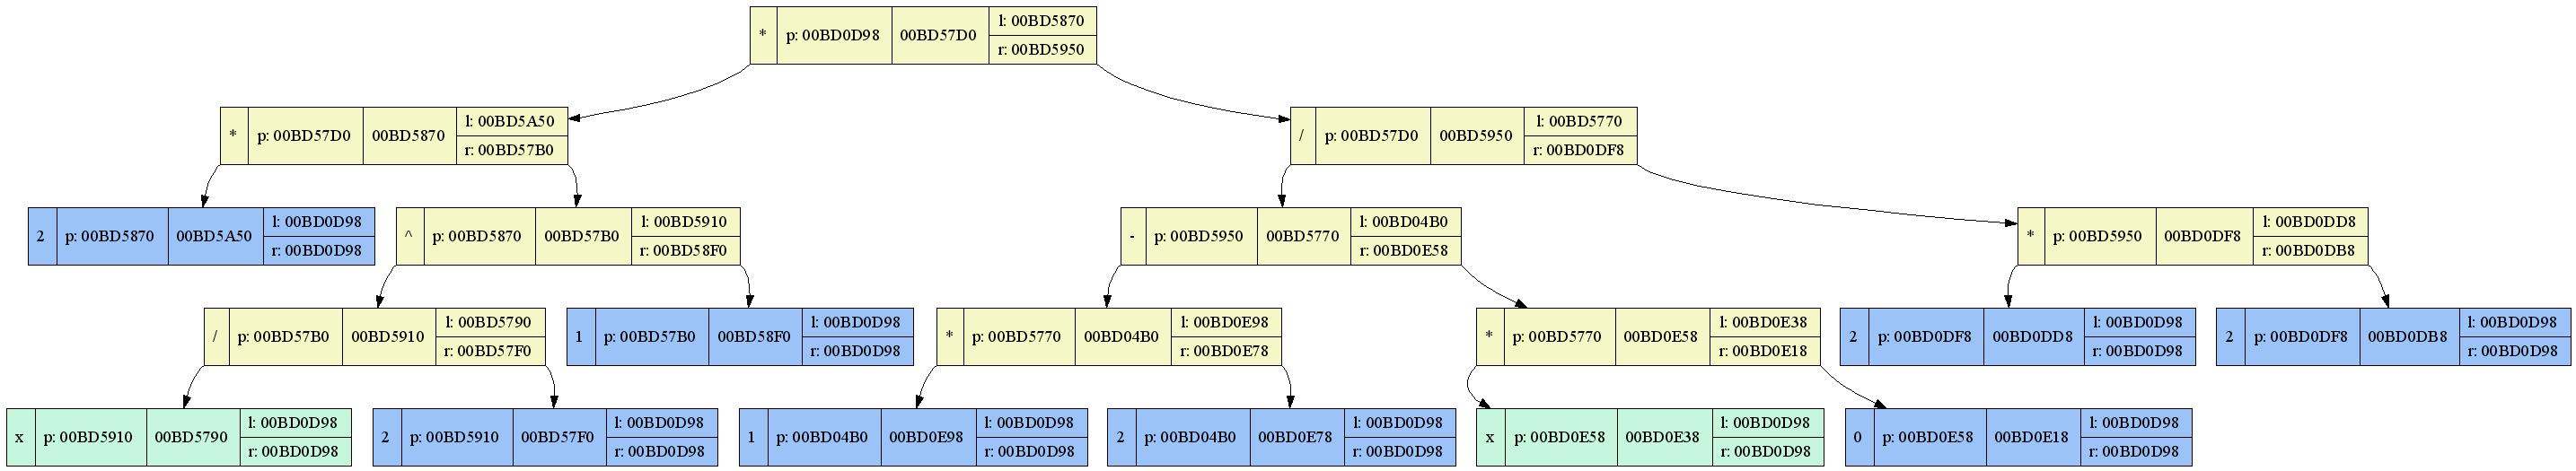 * p: 00BD0D98 00BD57D0 l: 00BD5870
r: 00BD5950
* p: 00BD57D0 00BD5870 l: 00BD5A50
r: 00BD57B0
/ p: 00BD57D0 00BD5950 l: 00BD5770
r: 00BD0DF8
2 p: 00BD5870 00BD5A50 l: 00BD0D98
r: 00BD0D98
^ p: 00BD5870 00BD57B0 l: 00BD5910
r: 00BD58F0
- p: 00BD5950 00BD5770 l: 00BD04B0
r: 00BD0E58
* p: 00BD5950 00BD0DF8 l: 00BD0DD8
r: 00BD0DB8
/ p: 00BD57B0 00BD5910 l: 00BD5790
r: 00BD57F0
1 p: 00BD57B0 00BD58F0 l: 00BD0D98
r: 00BD0D98
* p: 00BD5770 00BD04B0 l: 00BD0E98
r: 00BD0E78
* p: 00BD5770 00BD0E58 l: 00BD0E38
r: 00BD0E18
2 p: 00BD0DF8 00BD0DD8 l: 00BD0D98
r: 00BD0D98
2 p: 00BD0DF8 00BD0DB8 l: 00BD0D98
r: 00BD0D98
x p: 00BD5910 00BD5790 l: 00BD0D98
r: 00BD0D98
2 p: 00BD5910 00BD57F0 l: 00BD0D98
r: 00BD0D98
1 p: 00BD04B0 00BD0E98 l: 00BD0D98
r: 00BD0D98
2 p: 00BD04B0 00BD0E78 l: 00BD0D98
r: 00BD0D98
x p: 00BD0E58 00BD0E38 l: 00BD0D98
r: 00BD0D98
0 p: 00BD0E58 00BD0E18 l: 00BD0D98
r: 00BD0D98